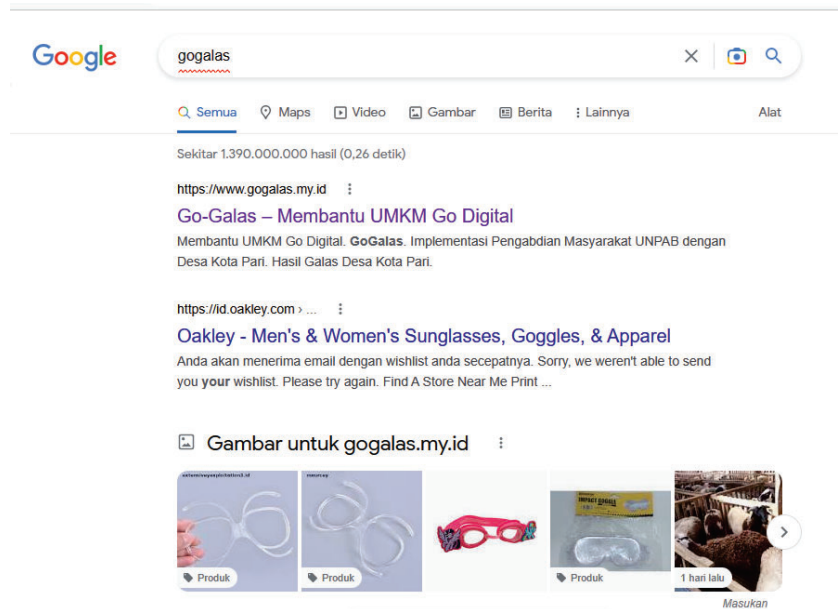 Google
gogalas
Semua Maps Video Gambar Berita Lainnya Alat
Sekitar 1.390.000.000 hasil (0,26 detik)
https://www.gogalas.my.id
Go-Galas – Membantu UMKM Go Digital
Membantu UMKM Go Digital. GoGalas. Implementasi Pengabdian Masyarakat UNPAB dengan
Desa Kota Pari. Hasil Galas Desa Kota Pari.
https://id.oakley.com › ...
Oakley - Men's & Women's Sunglasses, Goggles, & Apparel
Anda akan menerima email dengan wishlist anda secepatnya. Sorry, we weren't able to send
you your wishlist. Please try again. Find A Store Near Me Print ...
Gambar untuk gogalas.my.id
IMPACT GOGGLE
Produk Produk Produk 1 hari lalu
Masukan